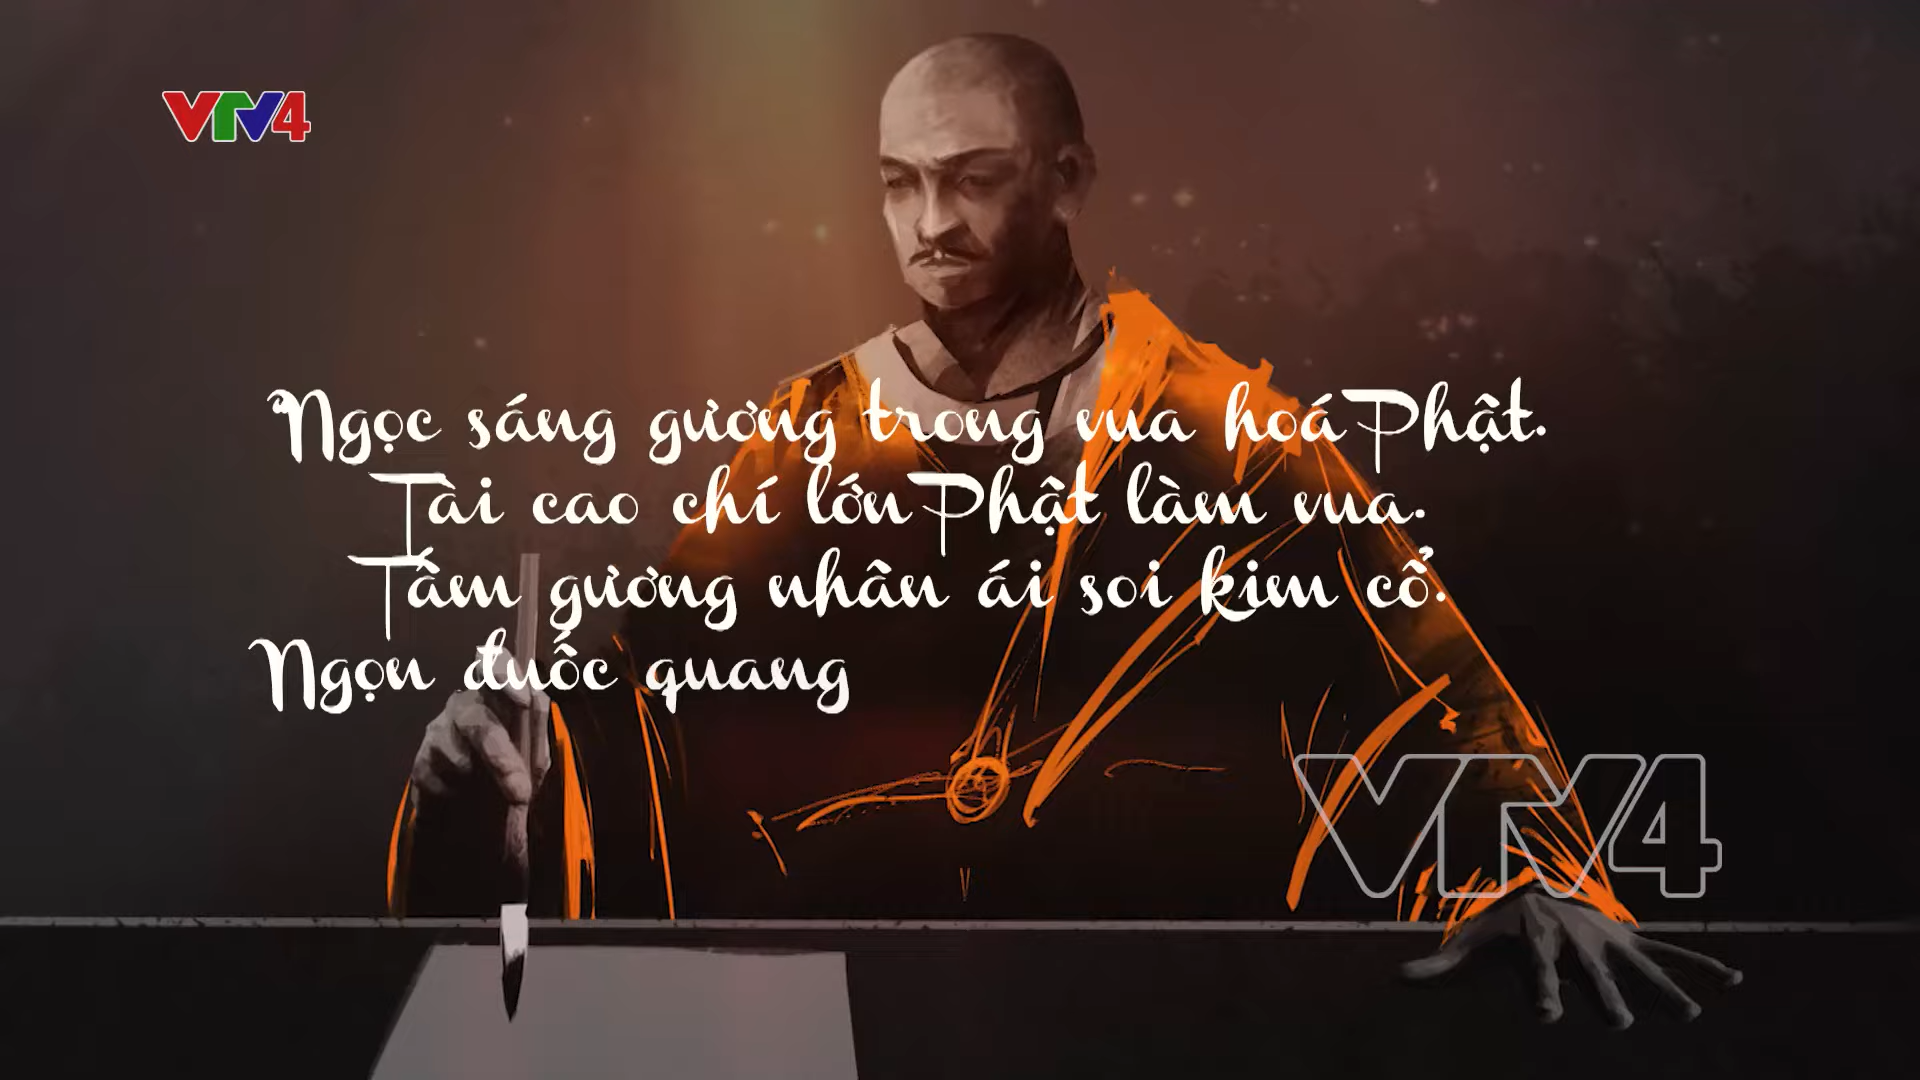 VTV4
Ngọc sáng gương trong vua hoá Phật.
Tài cao chí lớn Phật làm vua.
Tấm gương nhân ái soi kim cổ.
Ngọn đuốc quang
VTV4